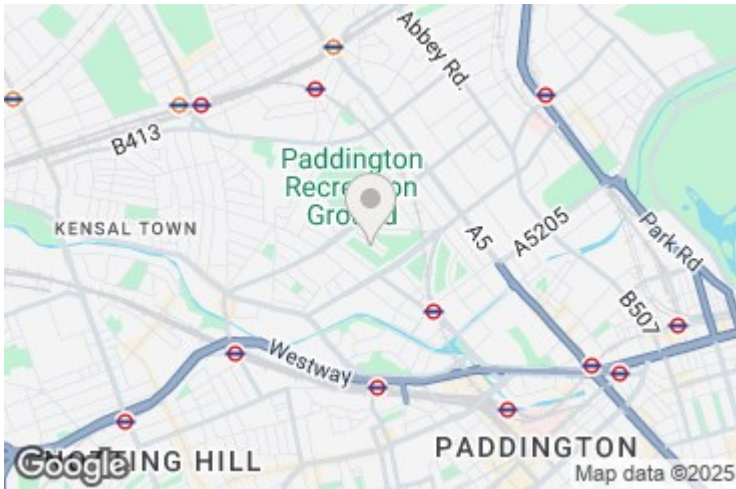 Abbey Rd.
B413
Paddington
Recreation
Ground
KENSAL TOWN
A5
A5205
Park Rd
B507
Westway
NOTTING HILL
PADDINGTON
Google
Map data ©2025